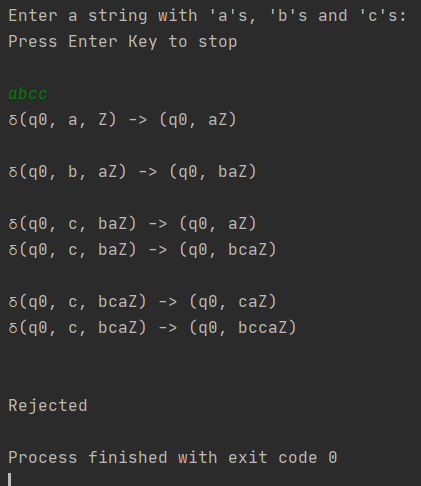 Enter a string with 'a's, 'b's and 'c's:
Press Enter Key to stop
abcc
δ(q0, a, Z) -> (q0, aZ)
δ(q0, b, aZ) -> (q0, baZ)
δ(q0, c, baZ) -> (q0, aZ)
δ(q0, c, baZ) -> (q0, bcaZ)
δ(q0, c, bcaZ) -> (q0, caZ)
δ(q0, c, bcaZ) -> (q0, bccaZ)
Rejected
Process finished with exit code 0